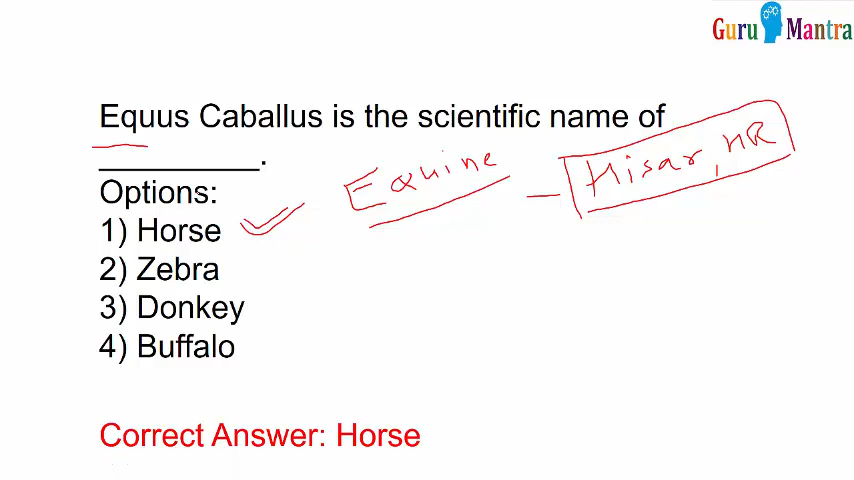 Guru Mantra
Equus Caballus is the scientific name of
_________.
Equine - Hisar, HR
Options:
1) Horse
2) Zebra
3) Donkey
4) Buffalo
Correct Answer: Horse